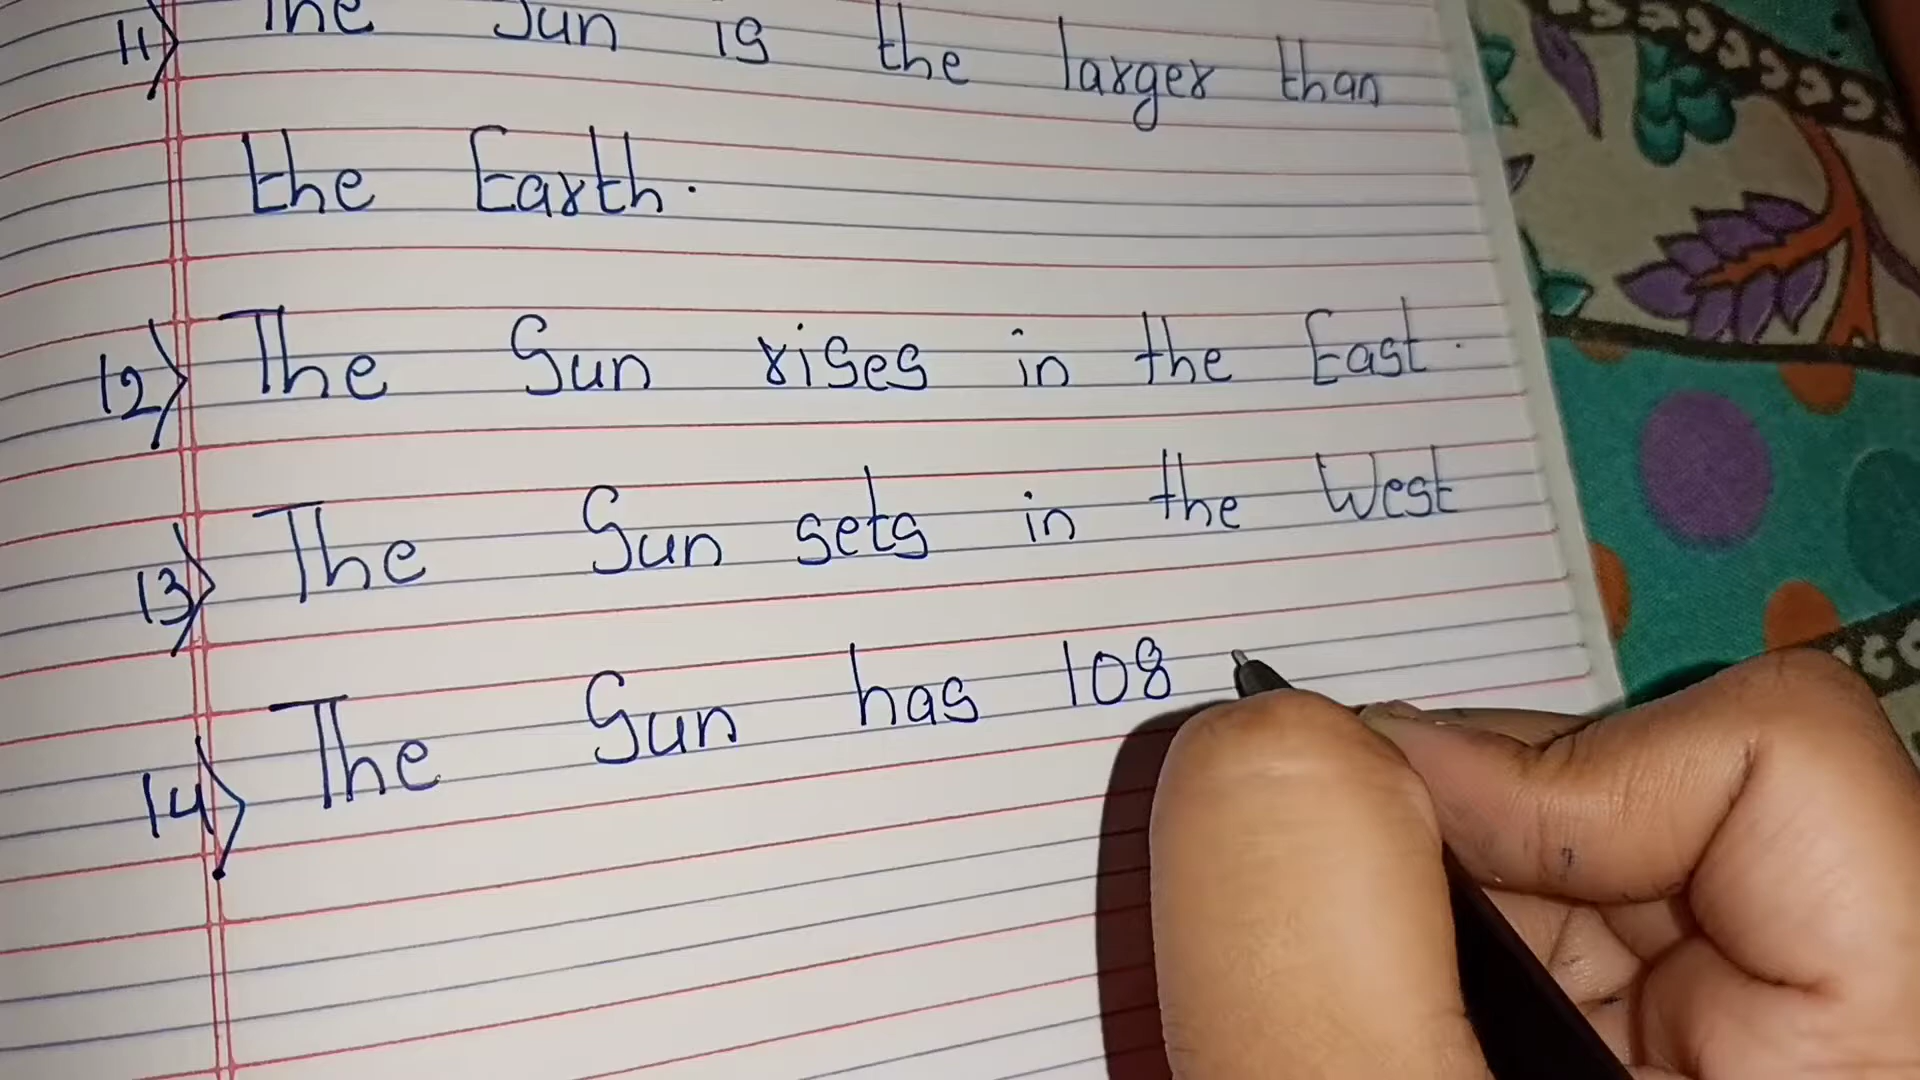 11) The Sun is the larger than
the Earth.
12) The Sun rises in the East.
13) The Sun sets in the West
14) The Sun has 108